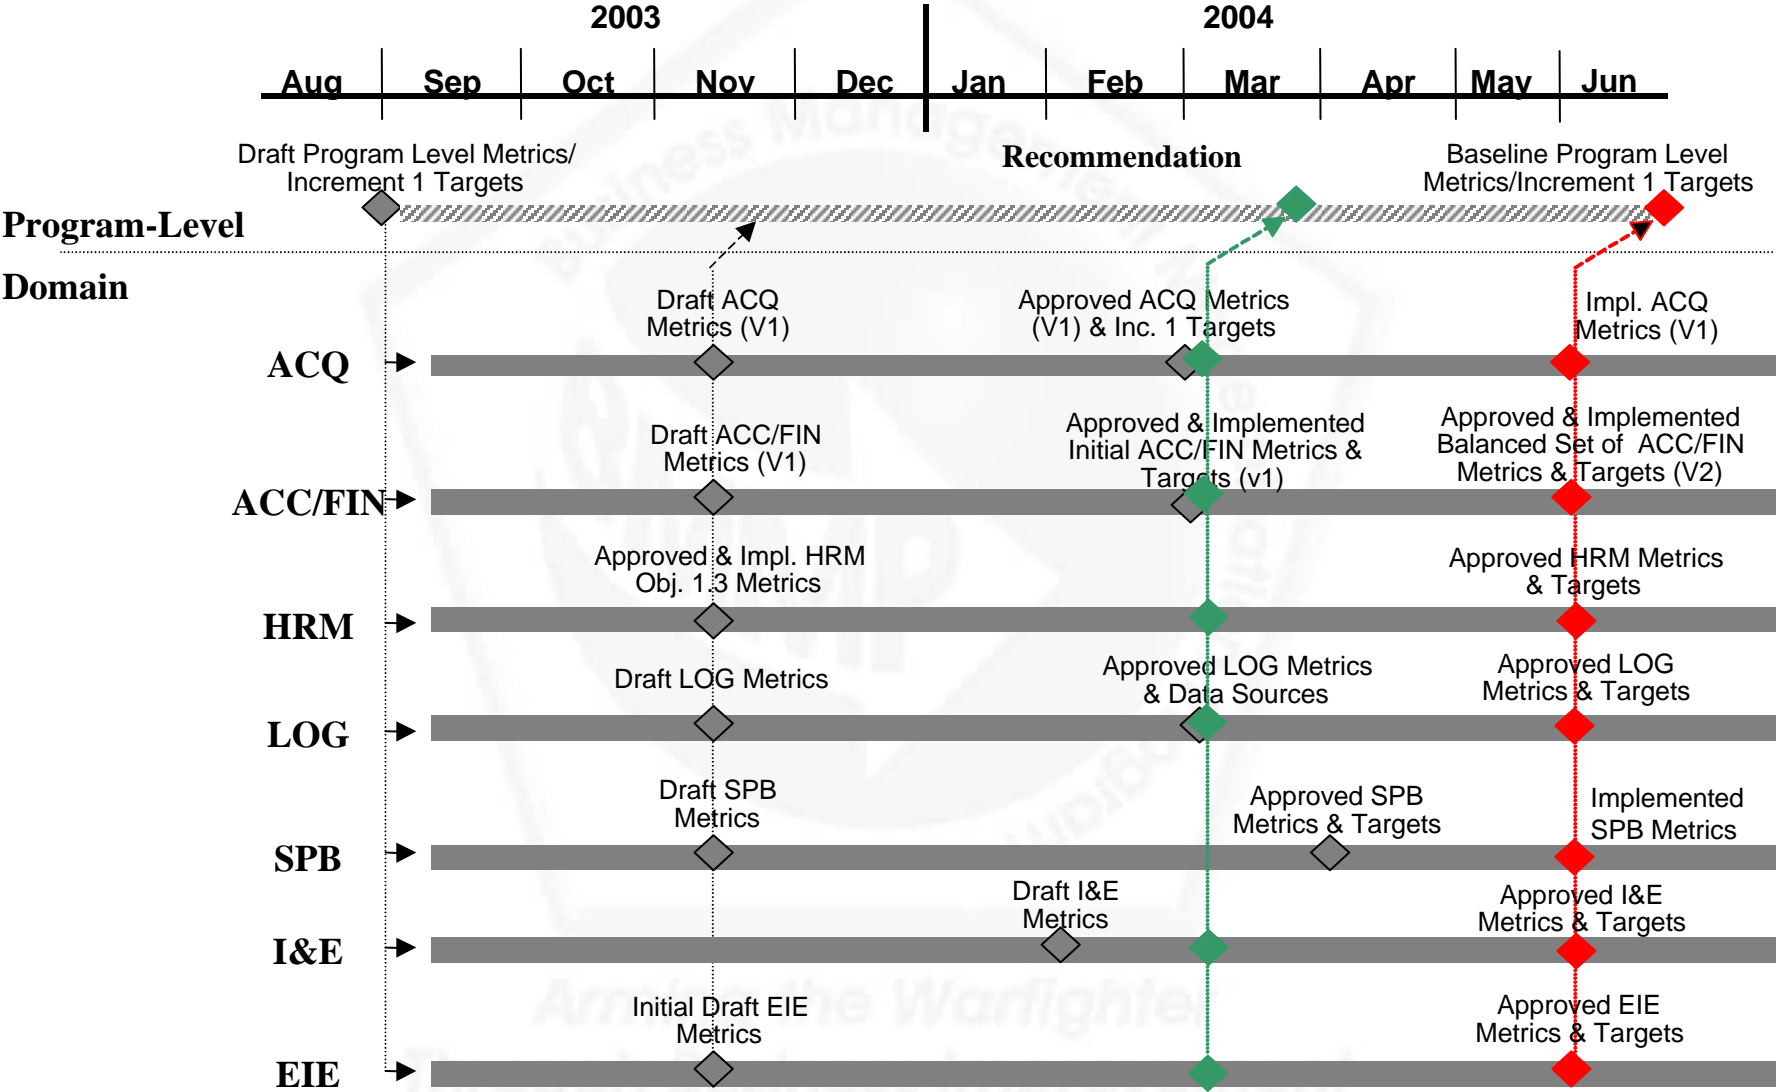 2003
2004
Aug Sep Oct Nov Dec Jan Feb Mar Apr May Jun
Draft Program Level Metrics/
Increment 1 Targets
Recommendation
Baseline Program Level
Metrics/Increment 1 Targets
Program-Level
Domain
Draft ACQ
Metrics (V1)
Approved ACQ Metrics
(V1) & Inc. 1 Targets
Impl. ACQ
Metrics (V1)
ACQ
Draft ACC/FIN
Metrics (V1)
Approved & Implemented
Initial ACC/FIN Metrics &
Targets (v1)
Approved & Implemented
Balanced Set of ACC/FIN
Metrics & Targets (V2)
ACC/FIN
Approved & Impl. HRM
Obj. 1.3 Metrics
Approved HRM Metrics
& Targets
HRM
Draft LOG Metrics
Approved LOG Metrics
& Data Sources
Approved LOG
Metrics & Targets
LOG
Draft SPB
Metrics
Approved SPB
Metrics & Targets
Implemented
SPB Metrics
SPB
Draft I&E
Metrics
Approved I&E
Metrics & Targets
I&E
Arming the Warfighter
Initial Draft EIE
Metrics
Approved EIE
Metrics & Targets
EIE